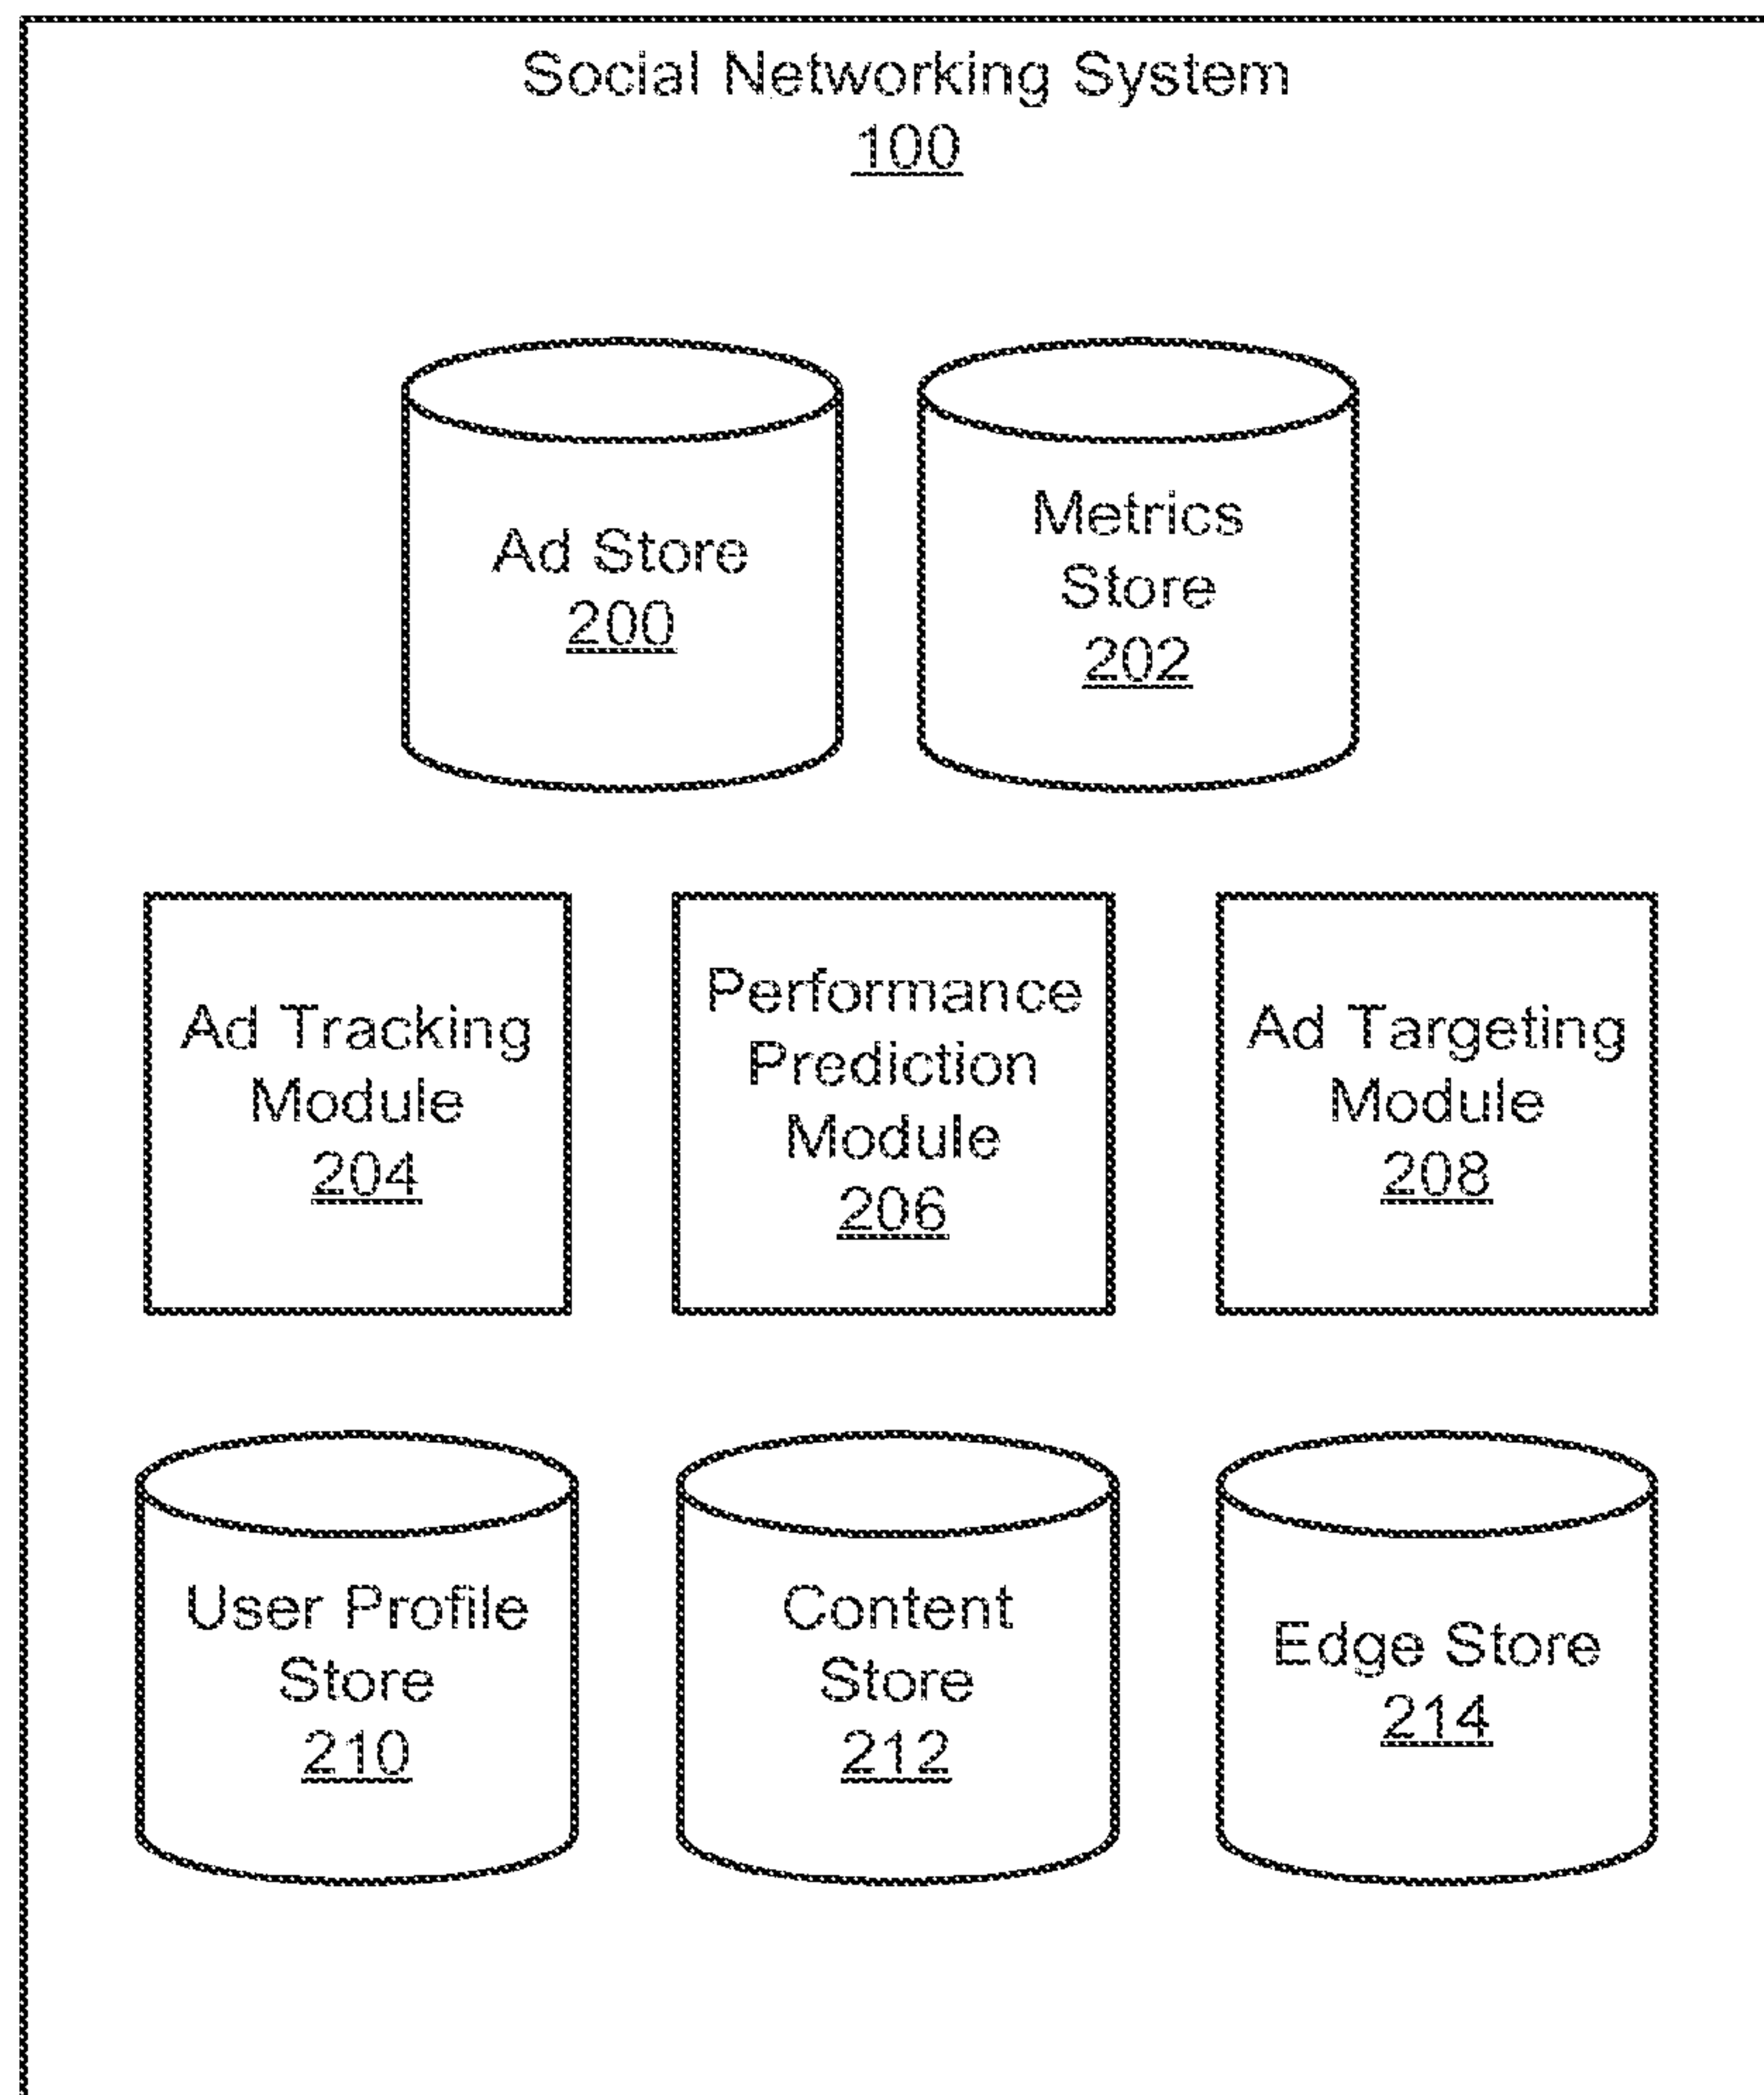 Social Networking System
100
Ad Store
200
Metrics
Store
202
Ad Tracking
Module
204
Performance
Prediction
Module
206
Ad Targeting
Module
208
User Profile
Store
210
Content
Store
212
Edge Store
214